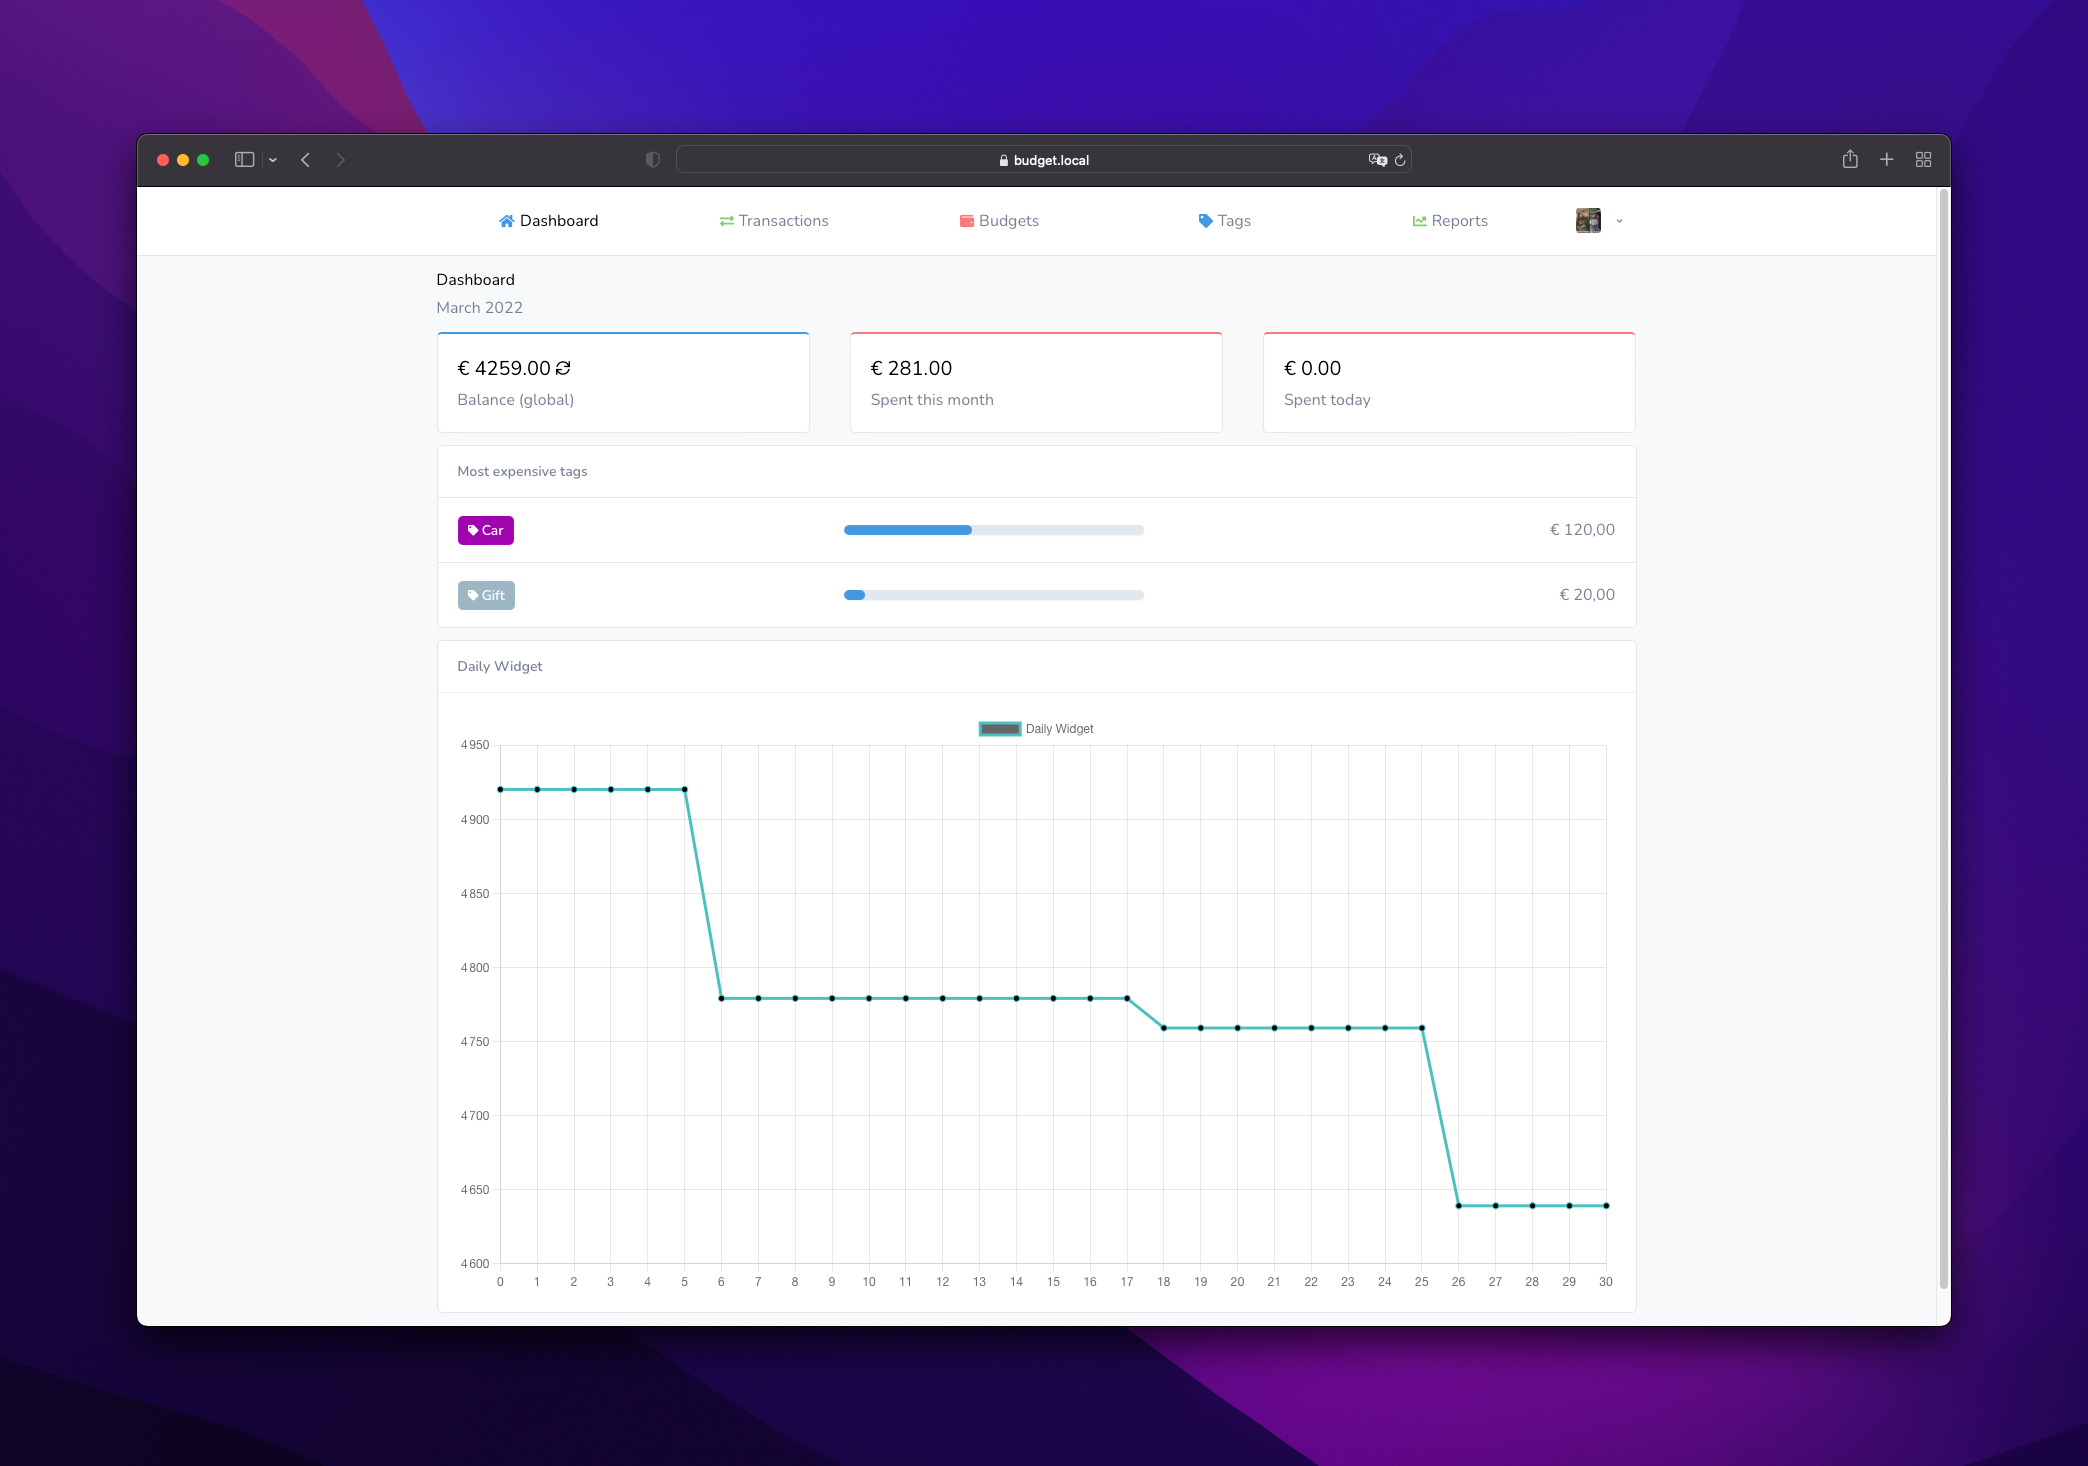 budget.local
Dashboard Transactions Budgets Tags Reports
Dashboard
March 2022
€ 4259.00
Balance (global)
€ 281.00
Spent this month
€ 0.00
Spent today
Most expensive tags
Car € 120,00
Gift € 20,00
Daily Widget
Daily Widget
4 950
4 900
4 850
4 800
4 750
4 700
4 650
4 600
0 1 2 3 4 5 6 7 8 9 10 11 12 13 14 15 16 17 18 19 20 21 22 23 24 25 26 27 28 29 30